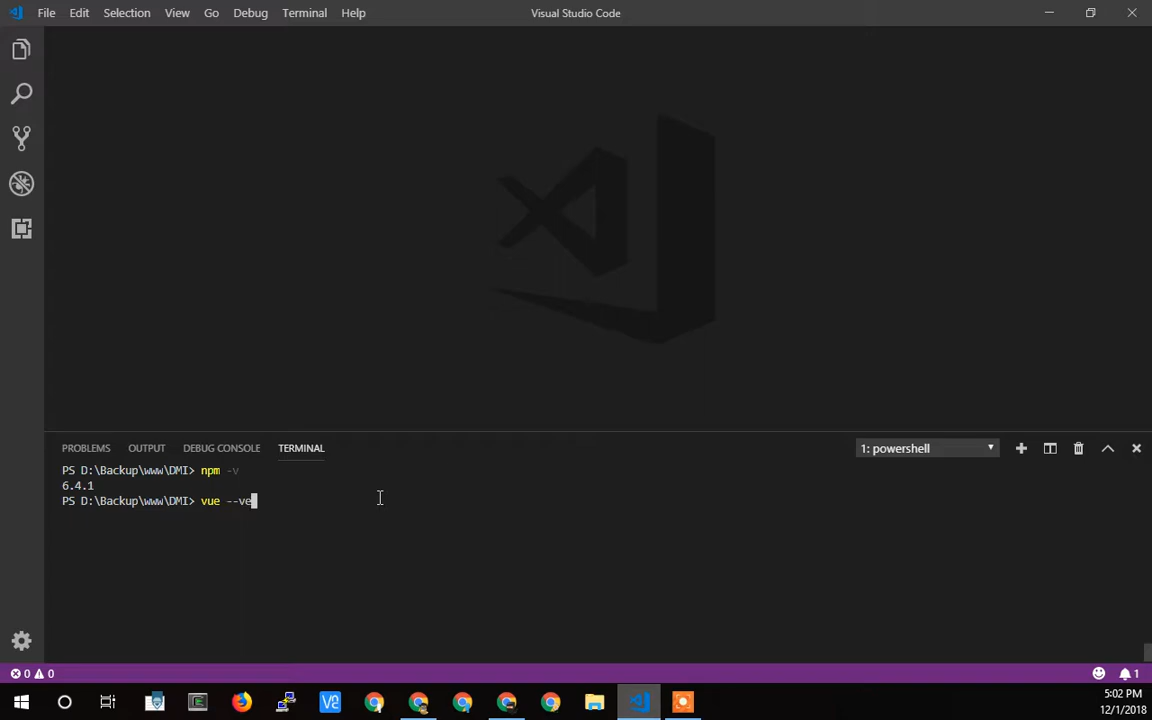 File Edit Selection View Go Debug Terminal Help
Visual Studio Code
PROBLEMS OUTPUT DEBUG CONSOLE TERMINAL
1: powershell
PS D:\Backup\www\DMI> npm -v
6.4.1
PS D:\Backup\www\DMI> vue --ve
0 0
1
5:02 PM
12/1/2018